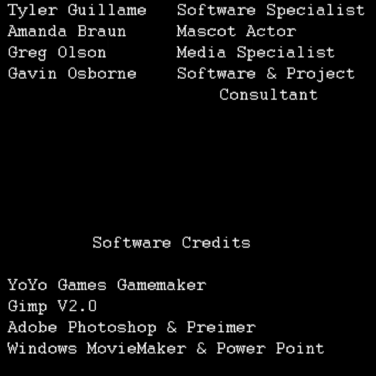 Tyler Guillame Software Specialist
Amanda Braun Mascot Actor
Greg Olson Media Specialist
Gavin Osborne Software & Project
Consultant
Software Credits
YoYo Games Gamemaker
Gimp V2.0
Adobe Photoshop & Preimer
Windows MovieMaker & Power Point